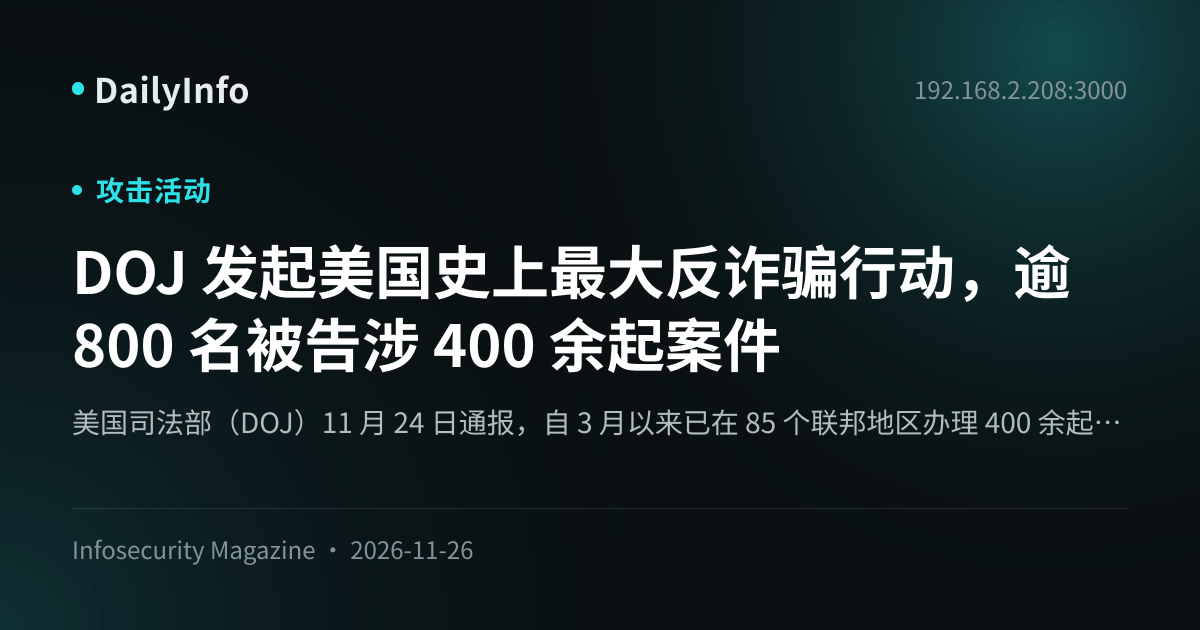 DailyInfo
192.168.2.208:3000
攻击活动
DOJ 发起美国史上最大反诈骗行动，逾
800 名被告涉 400 余起案件
美国司法部（DOJ）11 月 24 日通报，自 3 月以来已在 85 个联邦地区办理 400 余起…
Infosecurity Magazine • 2026-11-26